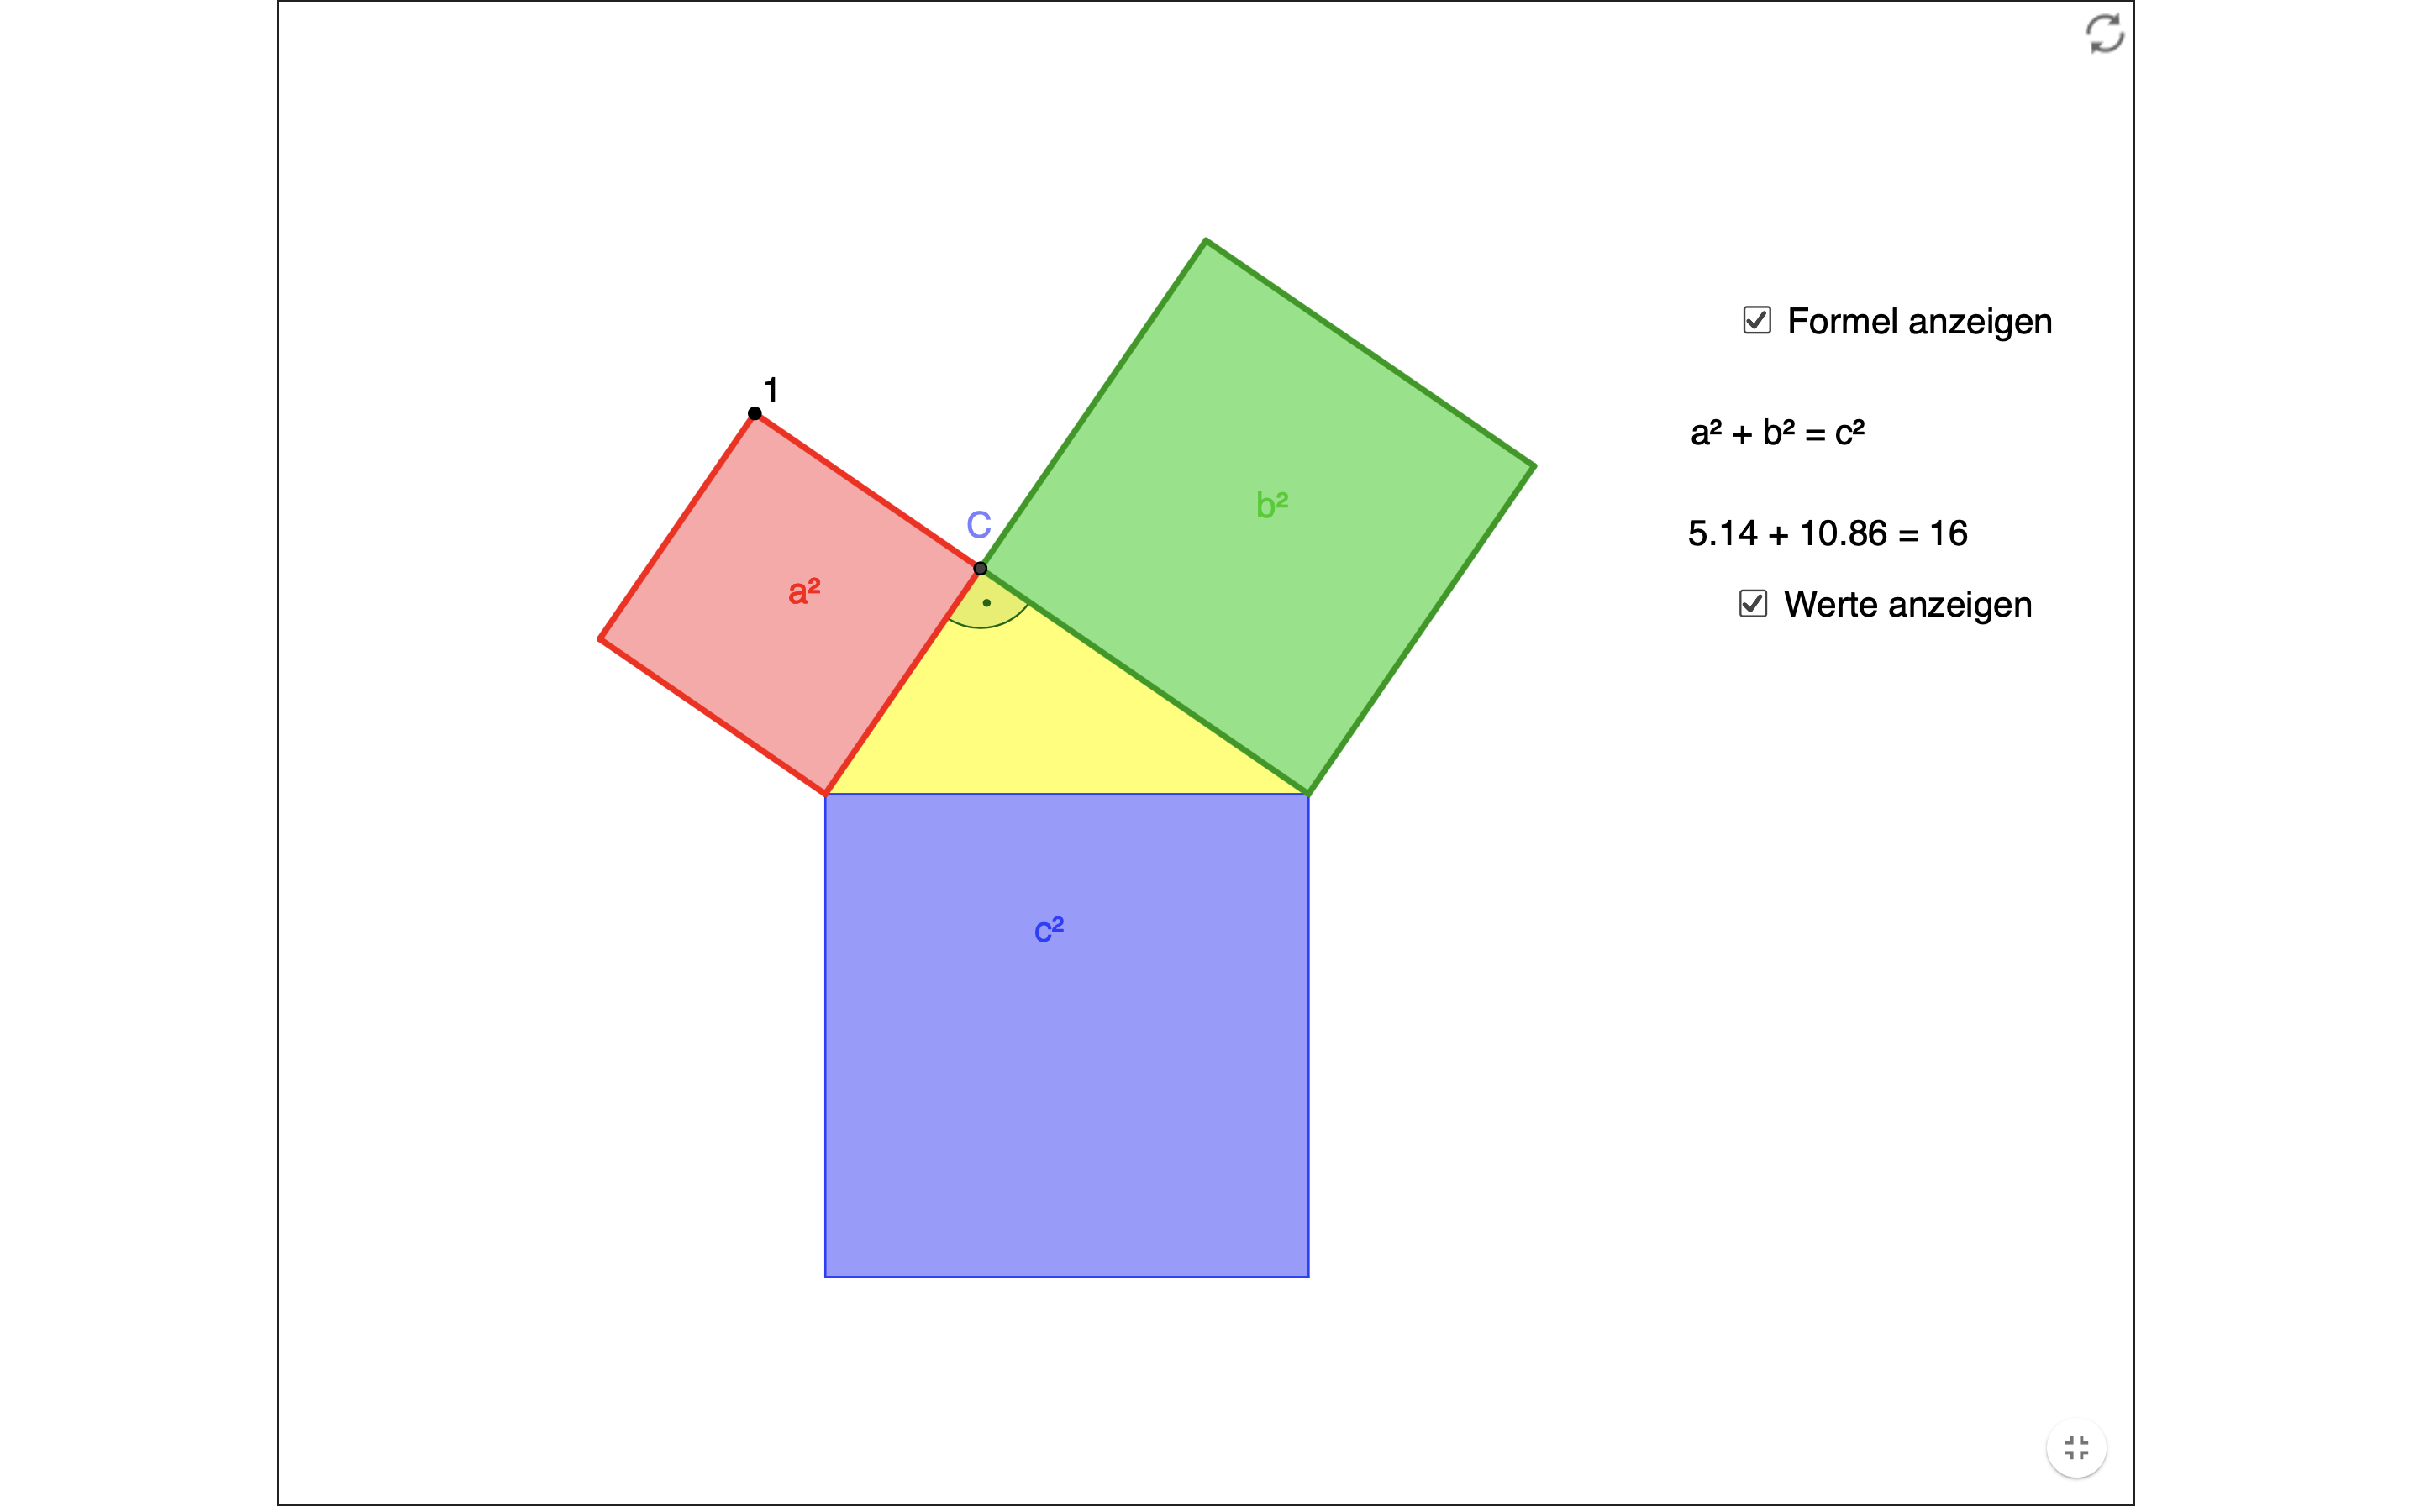 Formel anzeigen
1
a² + b² = c²
C
b²
5.14 + 10.86 = 16
a²
Werte anzeigen
c²